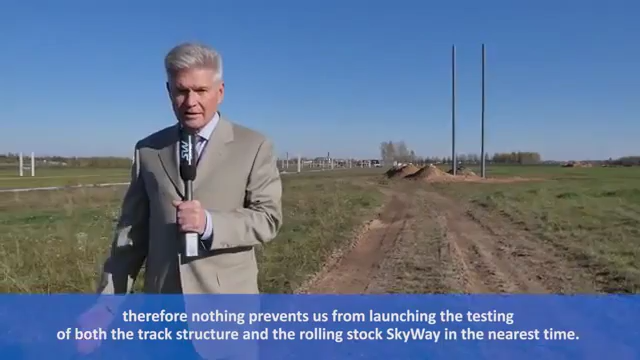 SW
therefore nothing prevents us from launching the testing
of both the track structure and the rolling stock SkyWay in the nearest time.